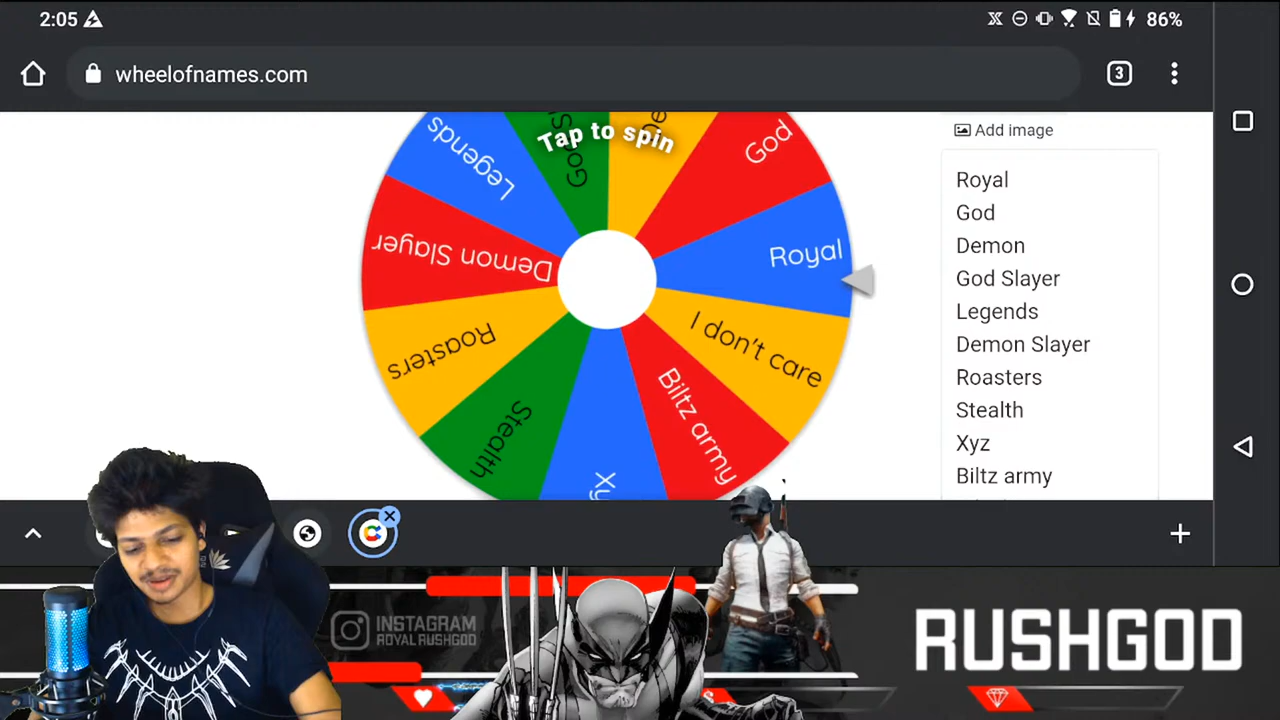 2:05
86%
wheelofnames.com
3
Tap to spin
Legends
God
Royal
I don't care
Biltz army
Xy
Stealth
Roasters
Demon Slayer
Add image
Royal
God
Demon
God Slayer
Legends
Demon Slayer
Roasters
Stealth
Xyz
Biltz army
INSTAGRAM
ROYAL RUSHGOD
RUSHGOD